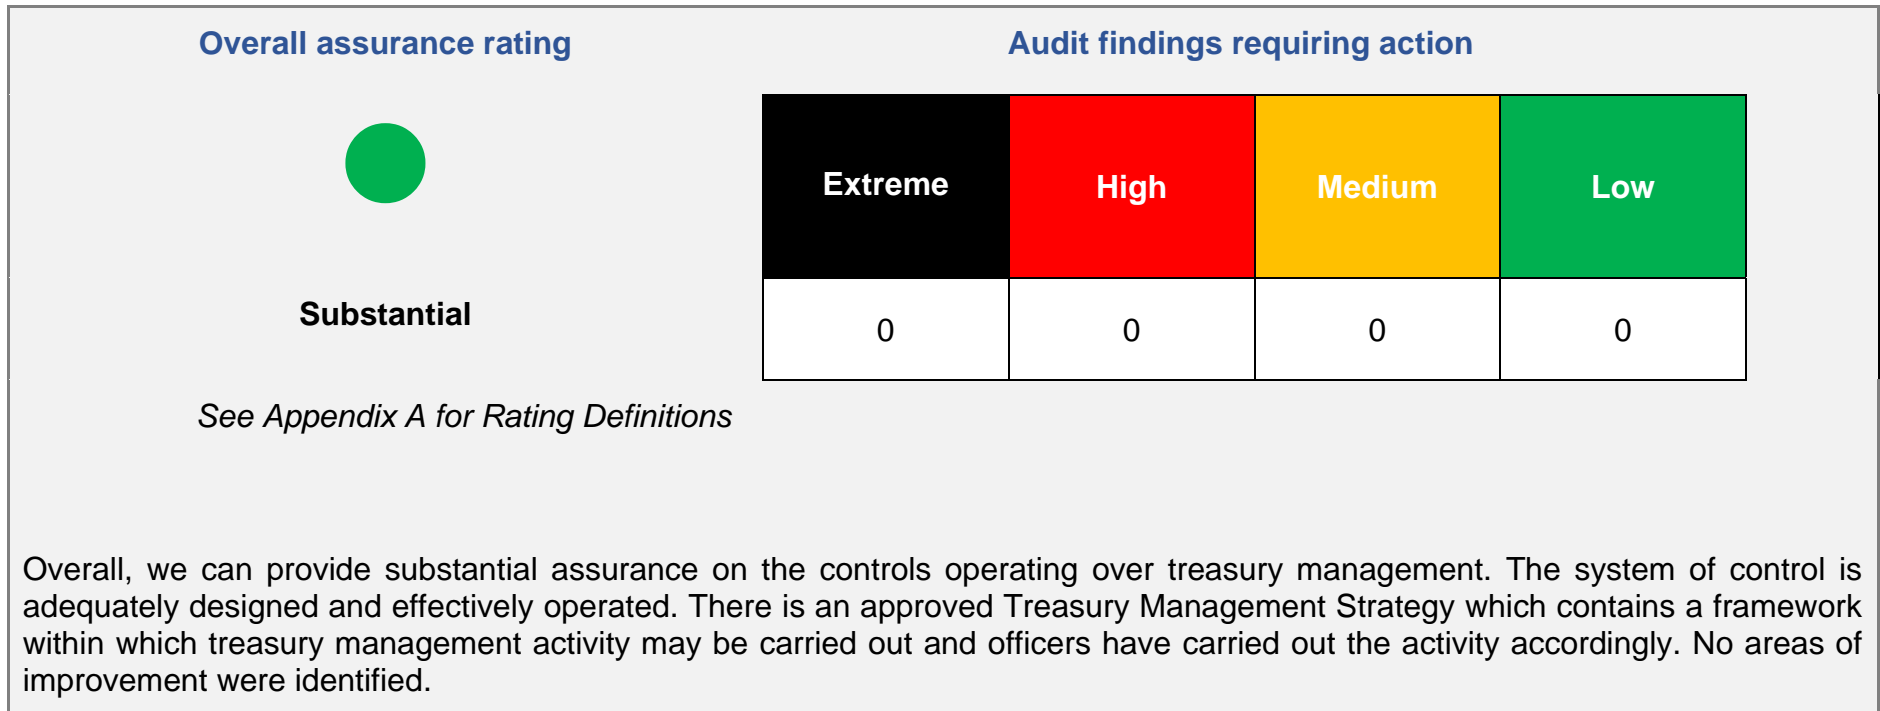 Overall assurance rating
Audit findings requiring action
Extreme
High
Medium
Low
Substantial
0
0
0
0
See Appendix A for Rating Definitions
Overall, we can provide substantial assurance on the controls operating over treasury management. The system of control is
adequately designed and effectively operated. There is an approved Treasury Management Strategy which contains a framework
within which treasury management activity may be carried out and officers have carried out the activity accordingly. No areas of
improvement were identified.